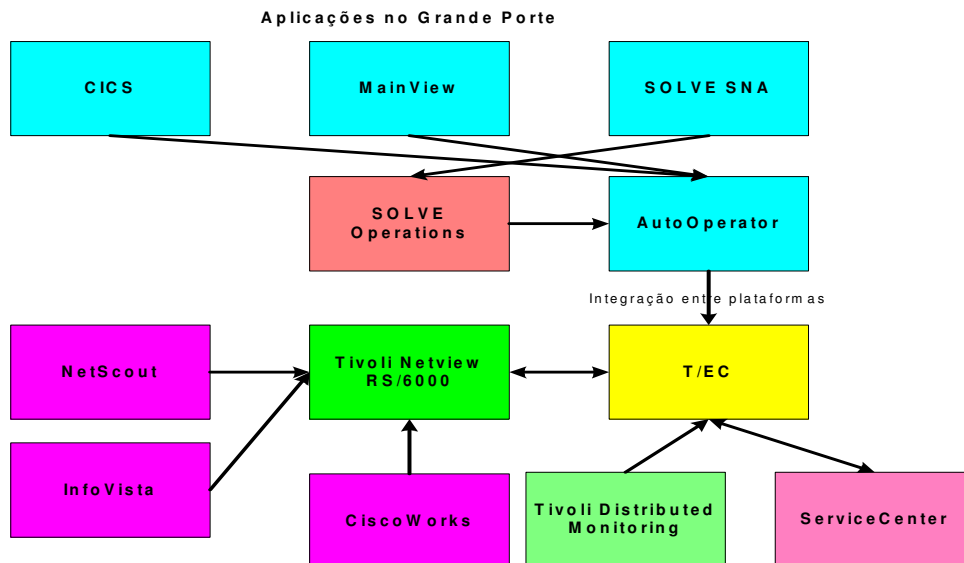 Aplicações no Grande Porte
CICS
MainView
SOLVE SNA
SOLVE
Operations
AutoOperator
Integração entre plataformas
NetScout
Tivoli Netview
RS/6000
T/EC
InfoVista
CiscoWorks
Tivoli Distributed
Monitoring
ServiceCenter